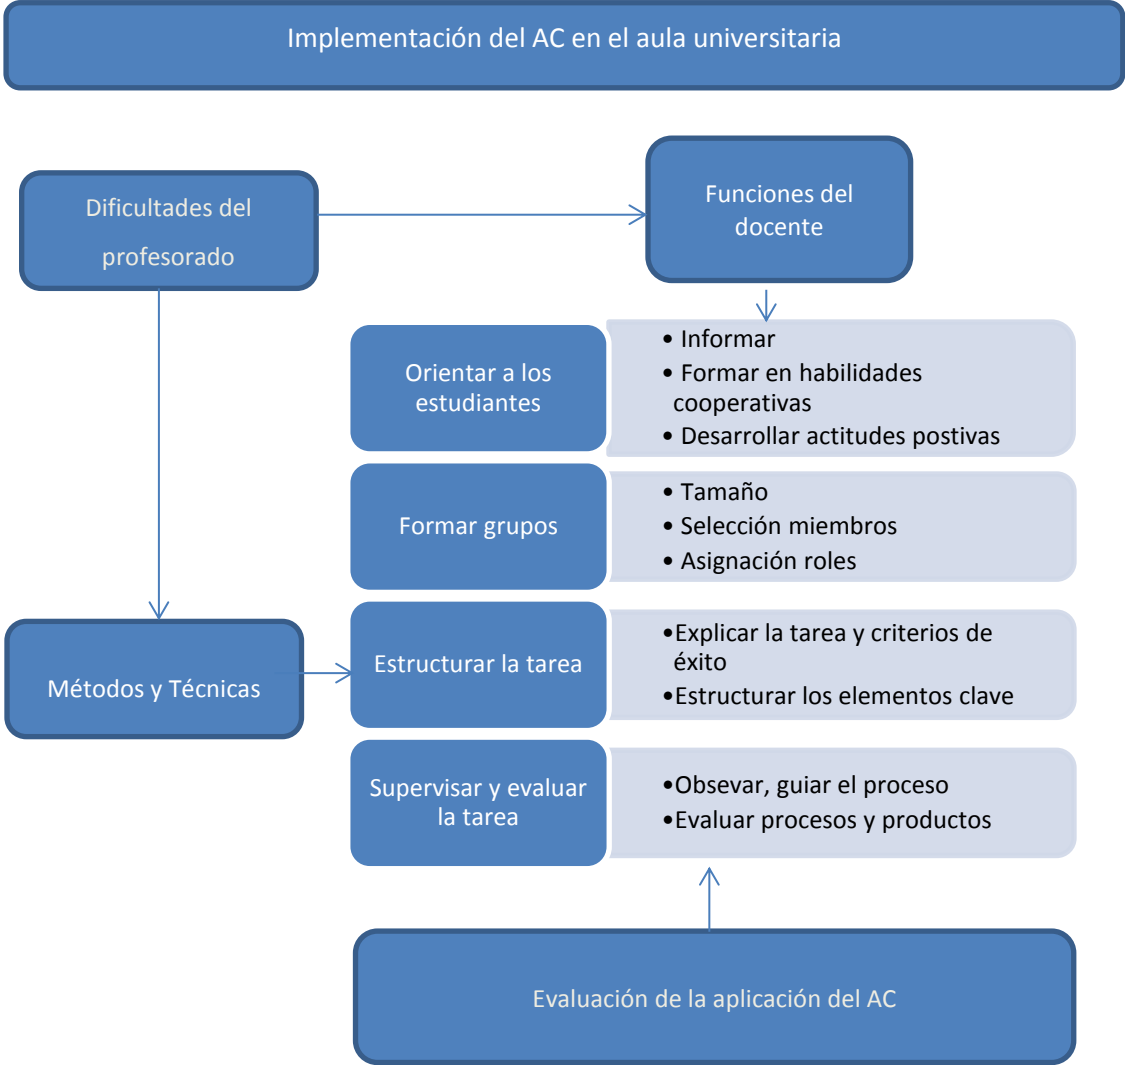 Implementación del AC en el aula universitaria
Dificultades del
profesorado
Funciones del
docente
Orientar a los
estudiantes
• Informar
• Formar en habilidades
cooperativas
• Desarrollar actitudes postivas
Formar grupos
• Tamaño
• Selección miembros
• Asignación roles
Métodos y Técnicas
Estructurar la tarea
•Explicar la tarea y criterios de
éxito
•Estructurar los elementos clave
Supervisar y evaluar
la tarea
•Obsevar, guiar el proceso
•Evaluar procesos y productos
Evaluación de la aplicación del AC